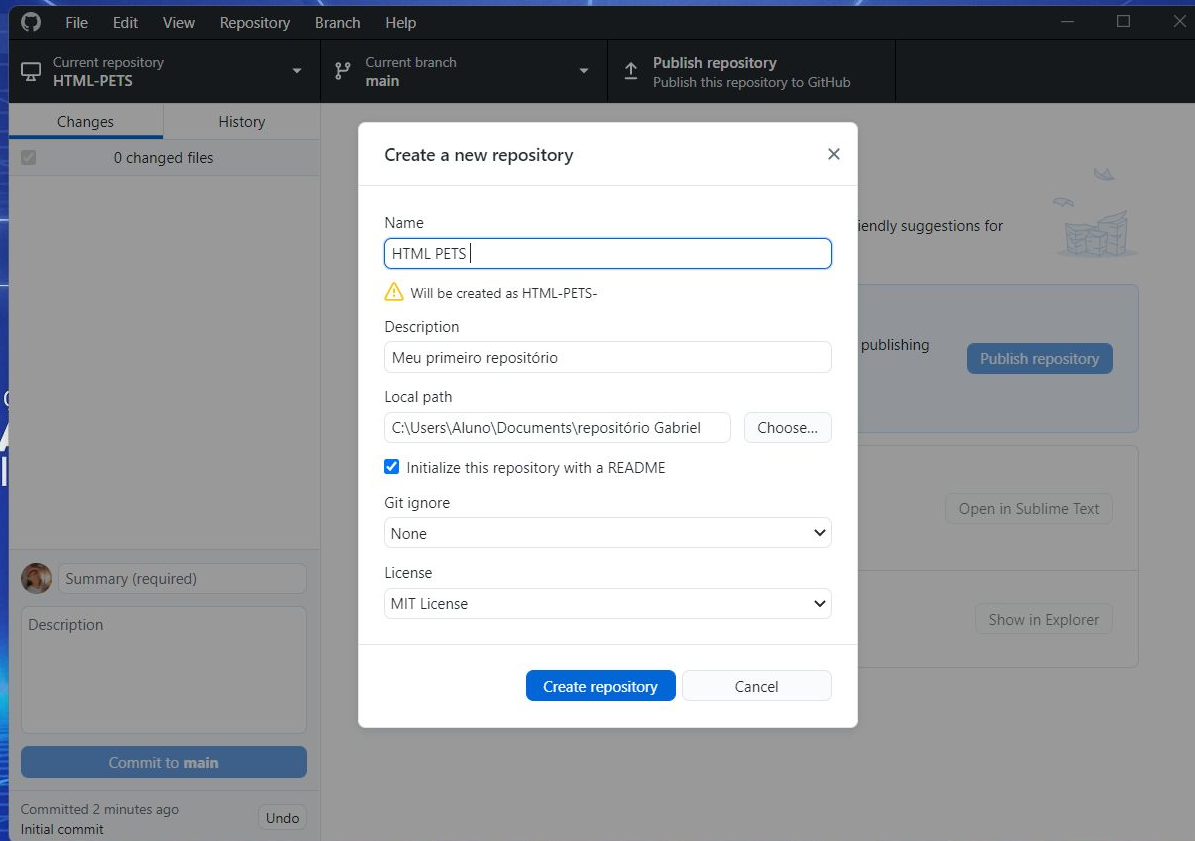 File Edit View Repository Branch Help
Current repository
HTML-PETS
Current branch
main
Publish repository
Publish this repository to GitHub
Changes History
0 changed files
Create a new repository
Name
HTML PETS
Will be created as HTML-PETS-
Description
Meu primeiro repositório
Local path
C:\Users\Aluno\Documents\repositório Gabriel
Choose...
Initialize this repository with a README
Git ignore
None
License
MIT License
Create repository Cancel
iendly suggestions for
publishing
Publish repository
Open in Sublime Text
Show in Explorer
Summary (required)
Description
Commit to main
Committed 2 minutes ago
Initial commit
Undo